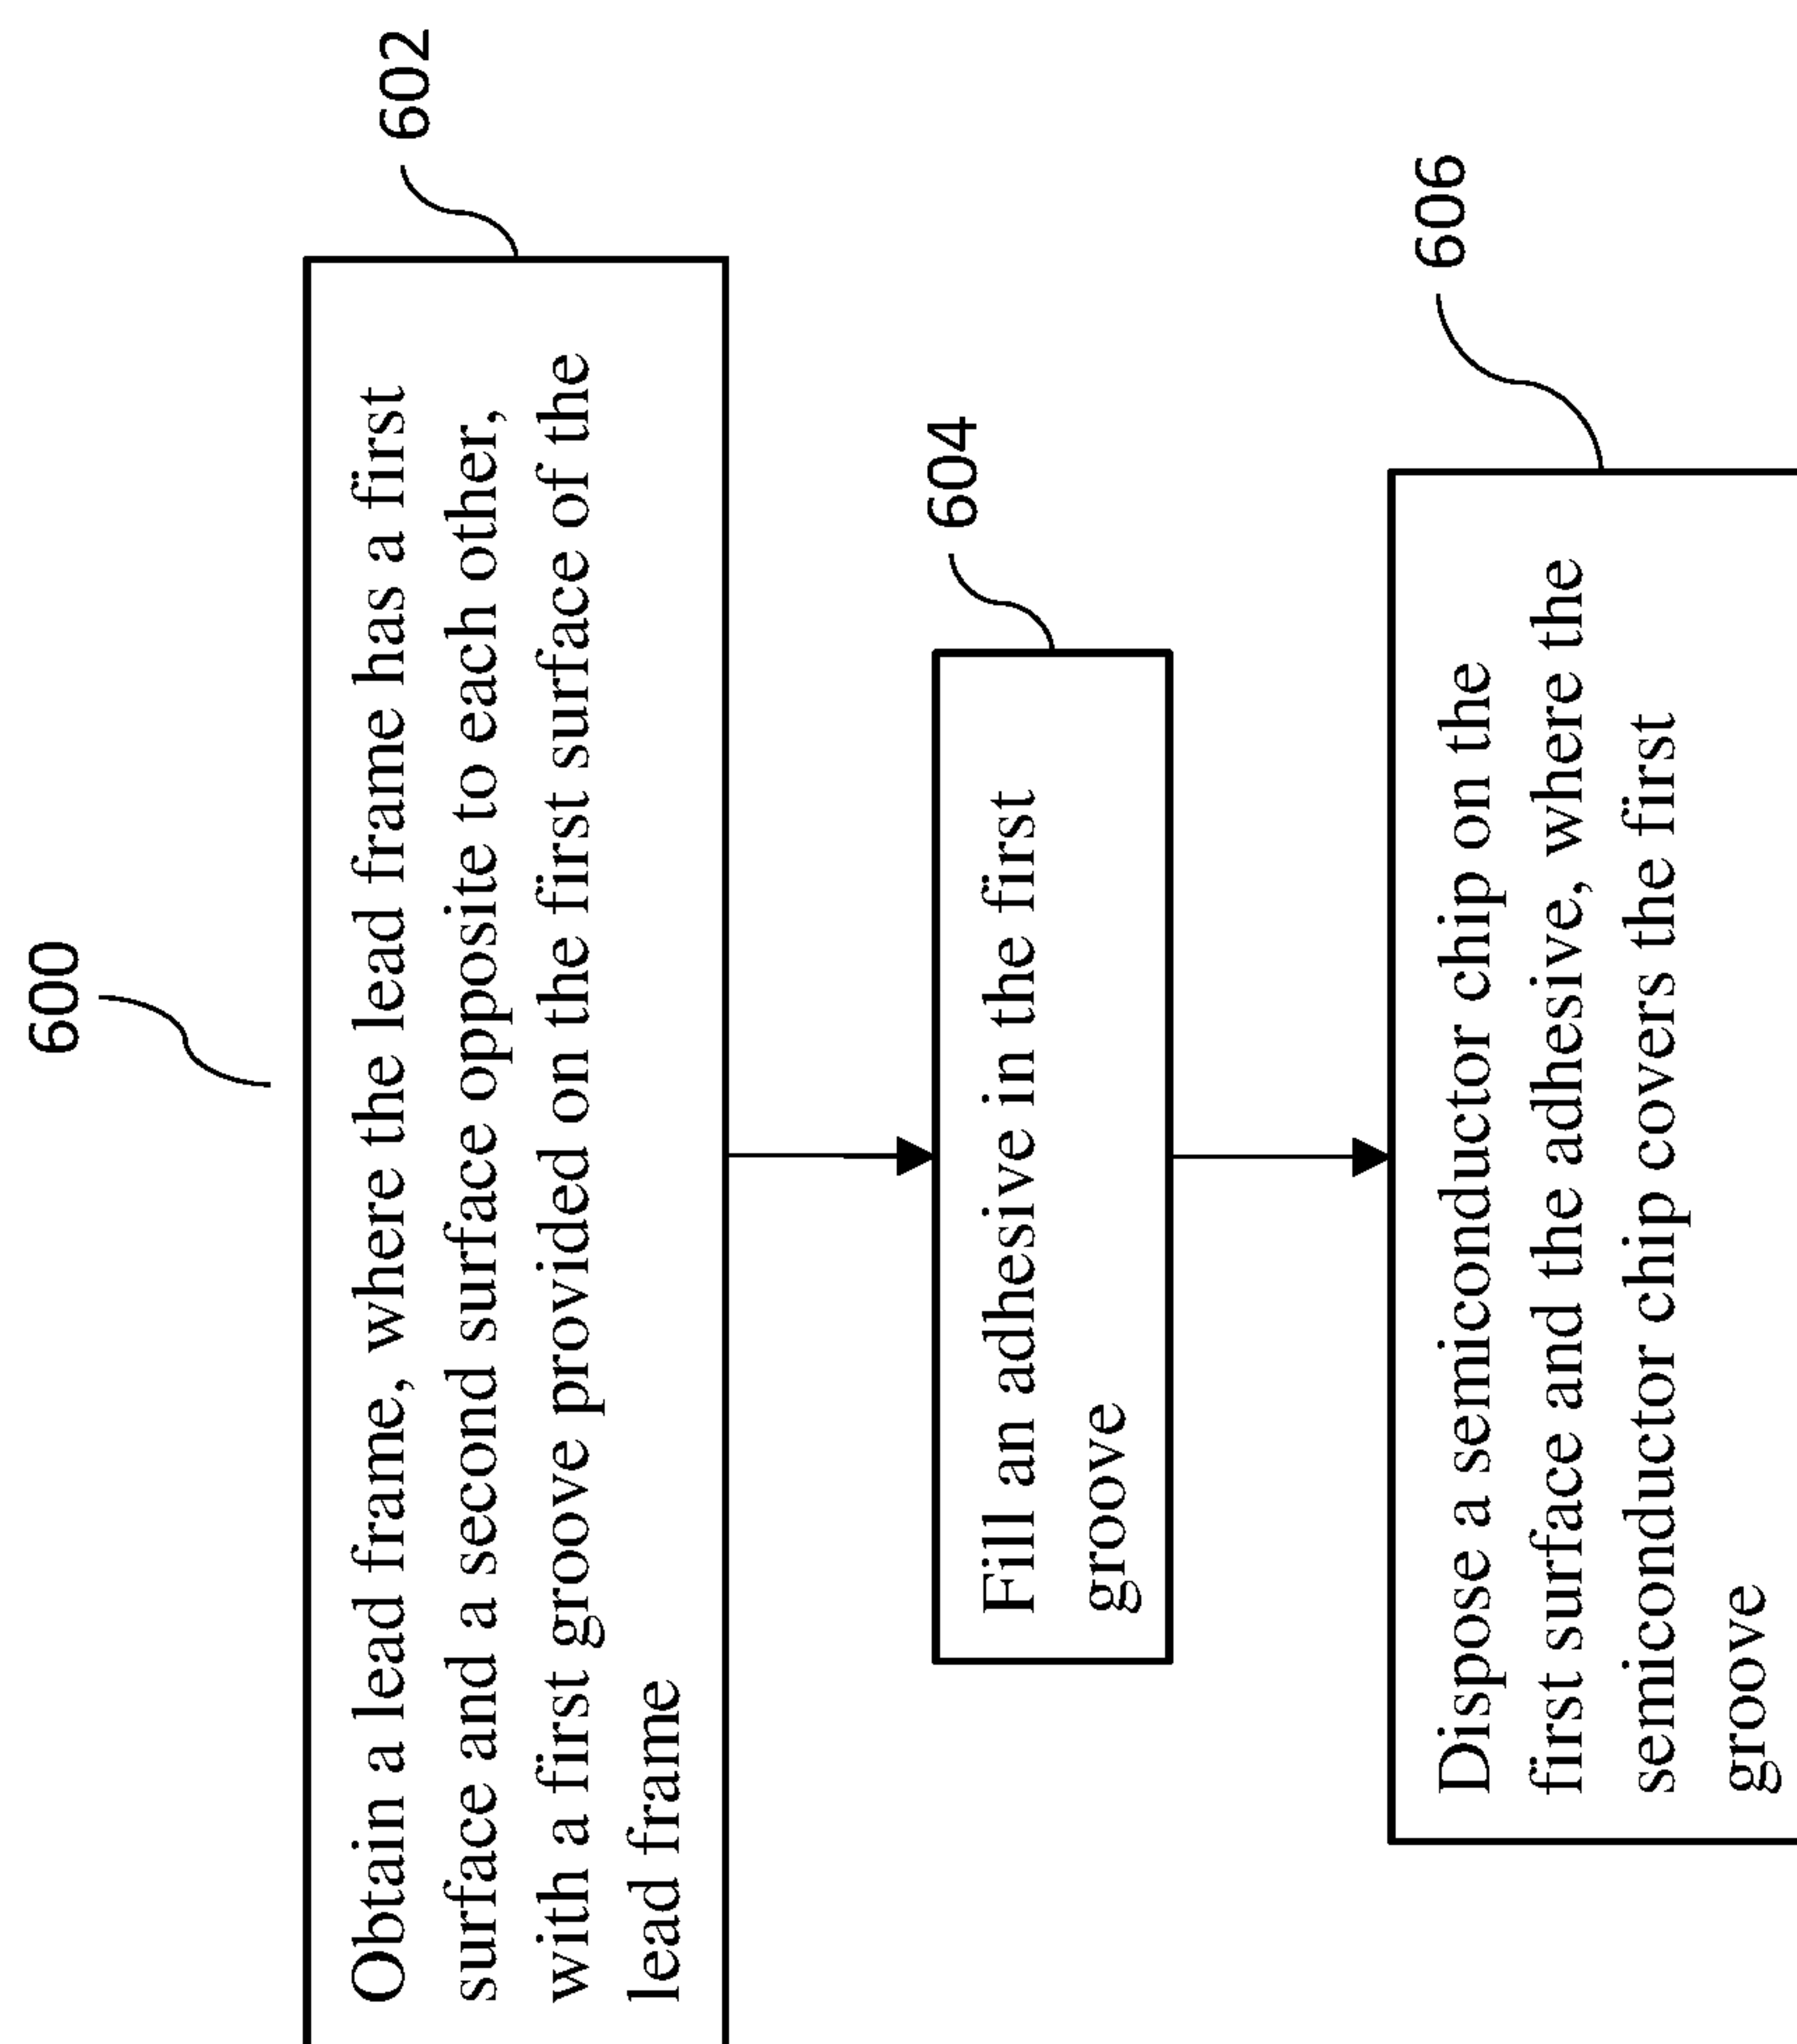 600
602
Obtain a lead frame, where the lead frame has a first
surface and a second surface opposite to each other,
with a first groove provided on the first surface of the
lead frame
604
Fill an adhesive in the first
groove
606
Dispose a semiconductor chip on the
first surface and the adhesive, where the
semiconductor chip covers the first
groove